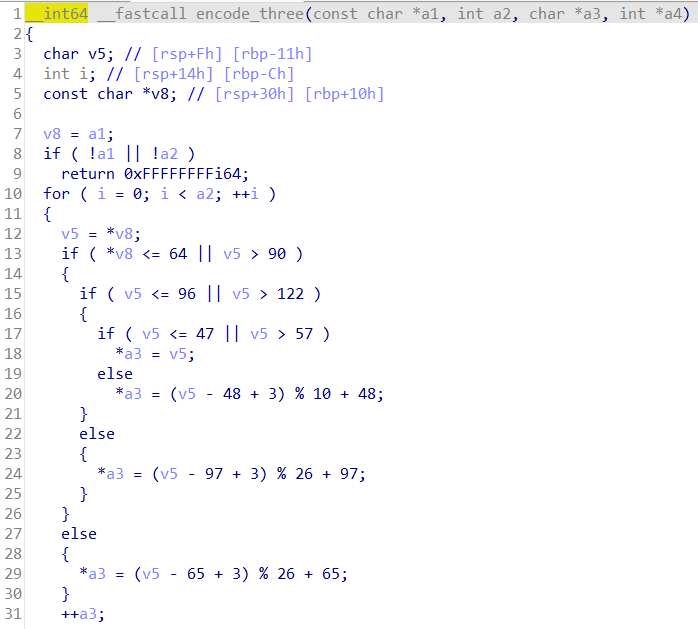 1 __int64 __fastcall encode_three(const char *a1, int a2, char *a3, int *a4)
2 {
3   char v5; // [rsp+Fh] [rbp-11h]
4   int i; // [rsp+14h] [rbp-Ch]
5   const char *v8; // [rsp+30h] [rbp+10h]
6
7   v8 = a1;
8   if ( !a1 || !a2 )
9     return 0xFFFFFFFFi64;
10   for ( i = 0; i < a2; ++i )
11   {
12     v5 = *v8;
13     if ( *v8 <= 64 || v5 > 90 )
14     {
15       if ( v5 <= 96 || v5 > 122 )
16       {
17         if ( v5 <= 47 || v5 > 57 )
18           *a3 = v5;
19         else
20           *a3 = (v5 - 48 + 3) % 10 + 48;
21       }
22       else
23       {
24         *a3 = (v5 - 97 + 3) % 26 + 97;
25       }
26     }
27     else
28     {
29       *a3 = (v5 - 65 + 3) % 26 + 65;
30     }
31     ++a3;